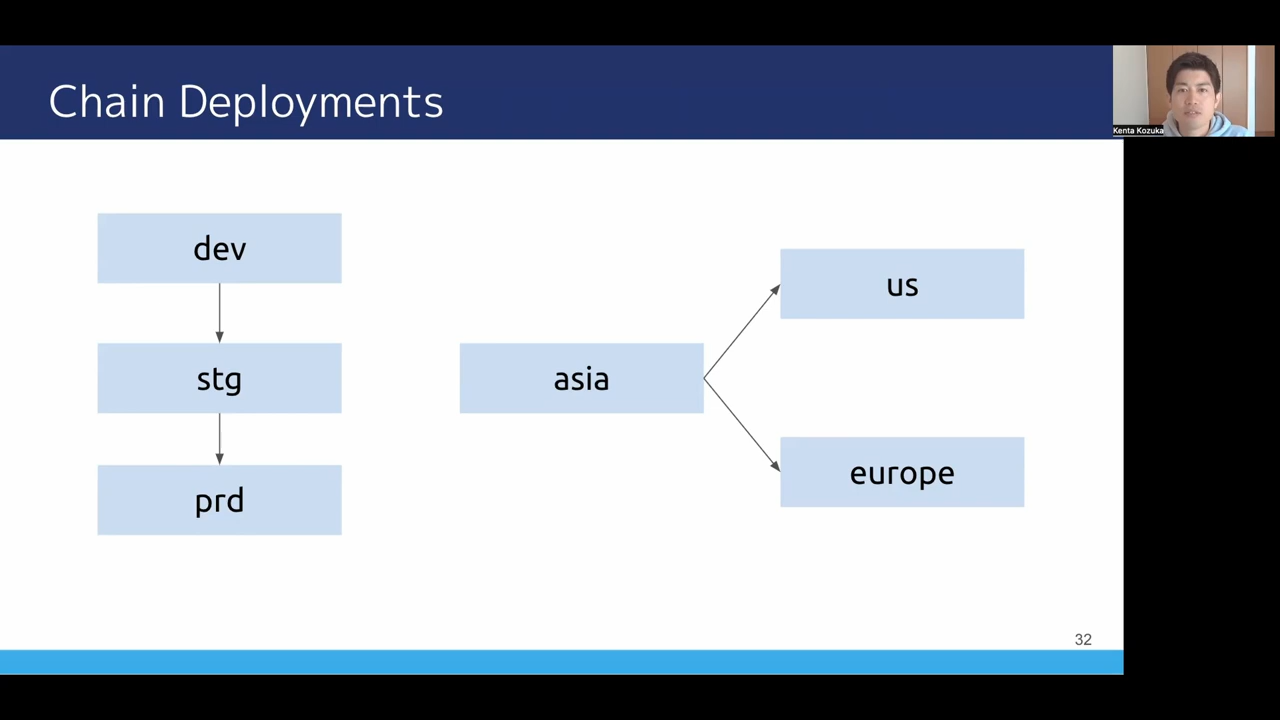 Chain Deployments
Kenta Kozuka
dev
stg
prd
asia
us
europe
32